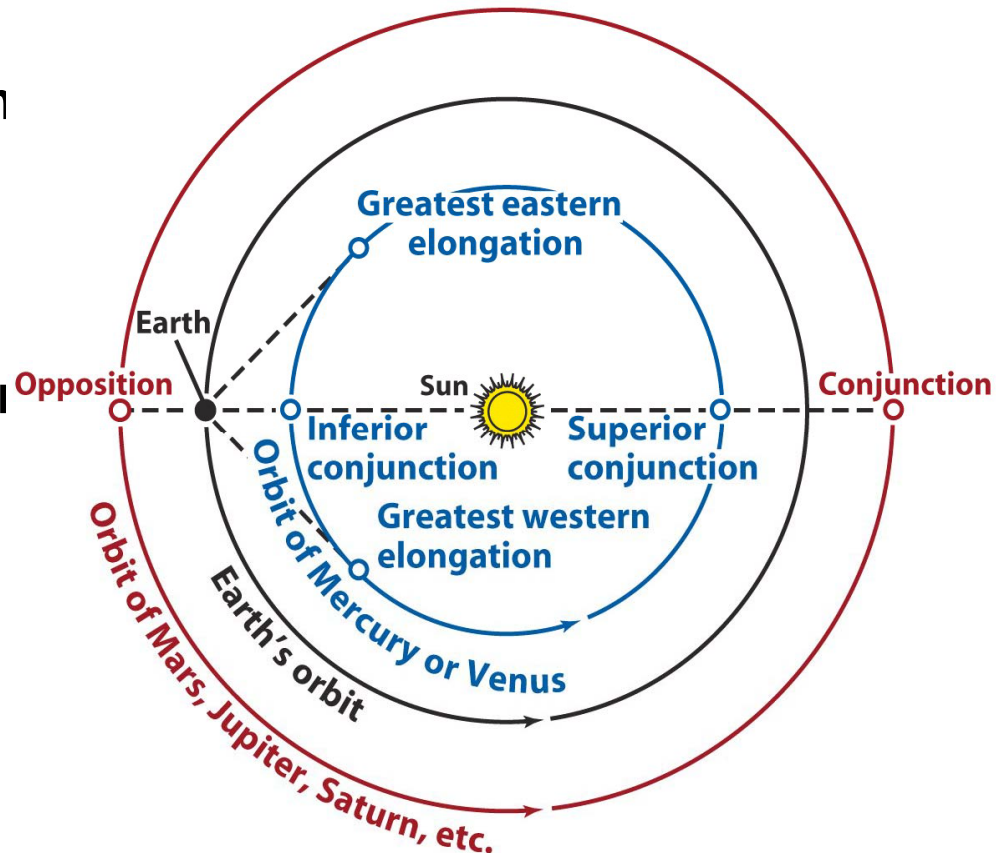 Greatest eastern
elongation
Earth
Opposition
Sun
Conjunction
Inferior
conjunction
Superior
conjunction
Greatest western
elongation
Orbit of Mercury or Venus
Earth's orbit
Orbit of Mars, Jupiter, Saturn, etc.